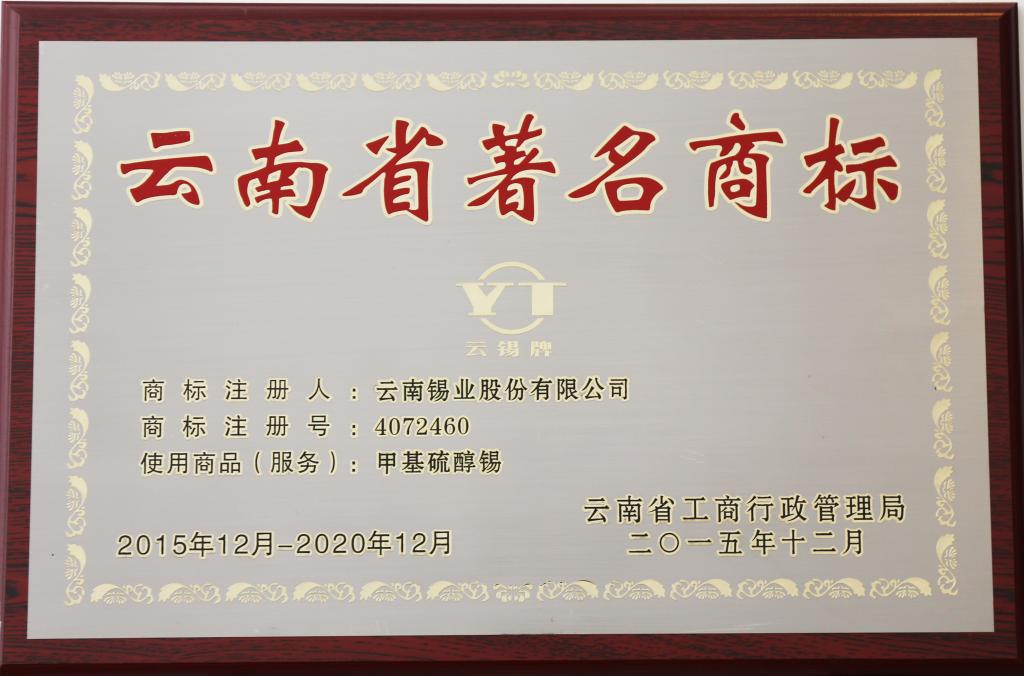 云南省著名商标
YT
云锡牌
商标注册人：云南锡业股份有限公司
商标注册号：4072460
使用商品（服务）：甲基硫醇锡
云南省工商行政管理局
2015年12月-2020年12月
二〇一五年十二月